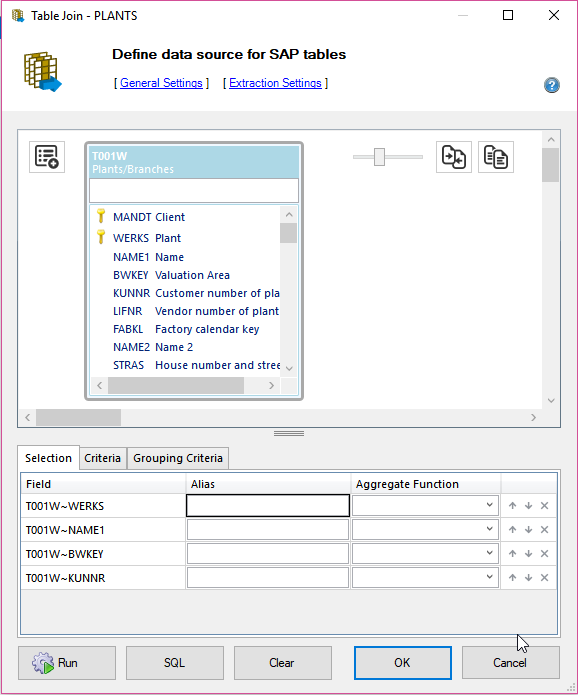 Table Join - PLANTS
Define data source for SAP tables
[ General Settings ] [ Extraction Settings ]
?
T001W
Plants/Branches
MANDT Client
WERKS Plant
NAME1 Name
BWKEY Valuation Area
KUNNR Customer number of pla
LIFNR Vendor number of plant
FABKL Factory calendar key
NAME2 Name 2
STRAS House number and stree
Selection Criteria Grouping Criteria
Field Alias Aggregate Function
T001W~WERKS
T001W~NAME1
T001W~BWKEY
T001W~KUNNR
Run SQL Clear OK Cancel